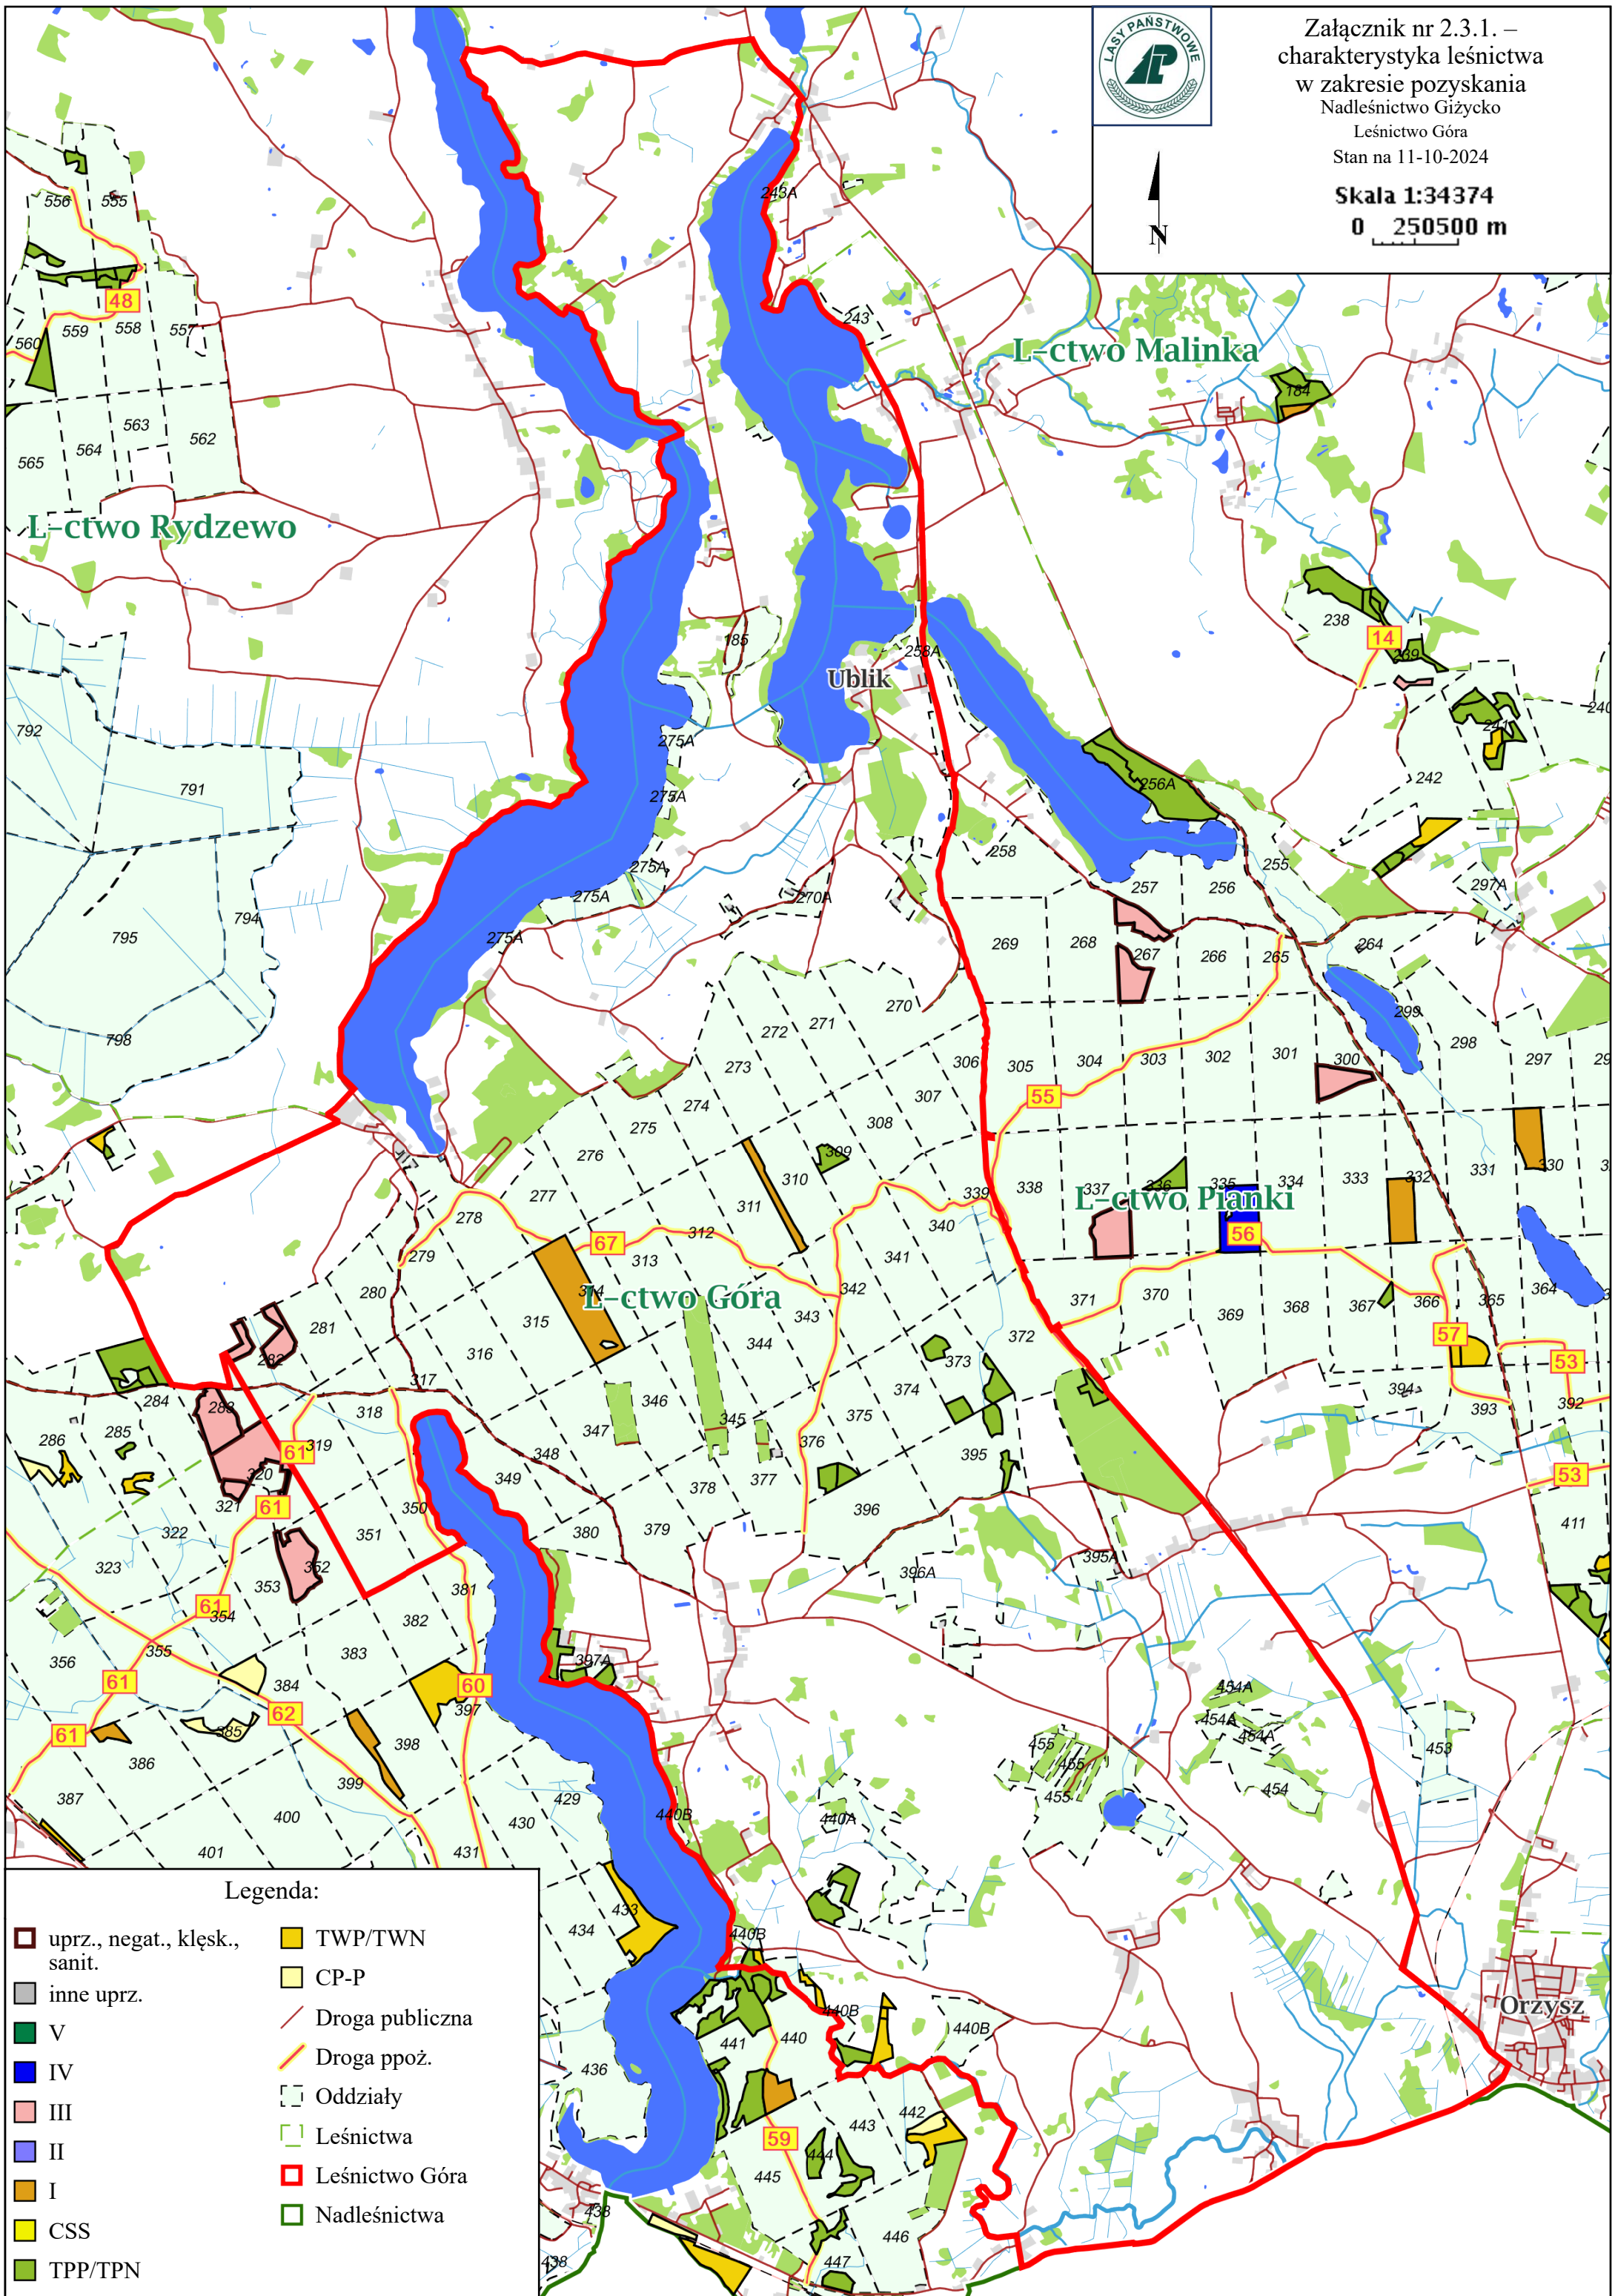 LASY PAŃSTWOWE
Załącznik nr 2.3.1. –
charakterystyka leśnictwa
w zakresie pozyskania
Nadleśnictwo Giżycko
Leśnictwo Góra
Stan na 11-10-2024
Skala 1:34374
0 250500 m
N
243A
556 555
48
559 558 557
560
243
L-ctwo Malinka
184
563
564 562
565
L-ctwo Rydzewo
238
14
239
185
258A
Ublik
240
241
792
275A
242
256A
791
275A
258
255
275A
257 256
297A
275A
270A
794
795
275A
269 268 267 266 265
264
270
299
271
272
798
298
273
306 305 304 303 302 301 300
297
55
307
274
308
275
276
309
310
331 330
277
311
339 338 337 336 335 334 333 332
L-ctwo Pianki
278
312
340
56
67
279
313
341
314
280
342
L-ctwo Góra
371 370 369 368 367 366 365 364
281
315
343
344
372
57
316
282
373
53
317
374
394
284
283
318
346
345
375
393 392
285
347
376
286
61
319
348
395
320
349
377
53
378
321
61
350
396
322
351
380 379
411
323
352
353
395A
396A
381
61
354
382
355
383
356
397A
61
384
60
454A
62
397
454A
385
61
398
455
454A
453
386
455
399
454
387
429
455
400
430
440B
440A
401
431
Legenda:
uprz., negat., klęsk.,
sanit.
inne uprz.
V
IV
III
II
I
CSS
TPP/TPN
TWP/TWN
CP-P
Droga publiczna
Droga ppoż.
Oddziały
Leśnictwa
Leśnictwo Góra
Nadleśnictwa
433
434
440B
Orzysz
440B
440B
441 440
436
442
443
59
444
445
438
446
438
447